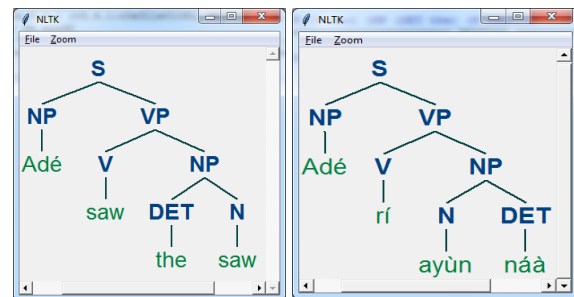 NLTK
File Zoom
S
NP VP
Adé V NP
saw DET N
the saw
NLTK
File Zoom
S
NP VP
Adé V NP
rí N DET
ayùn náà